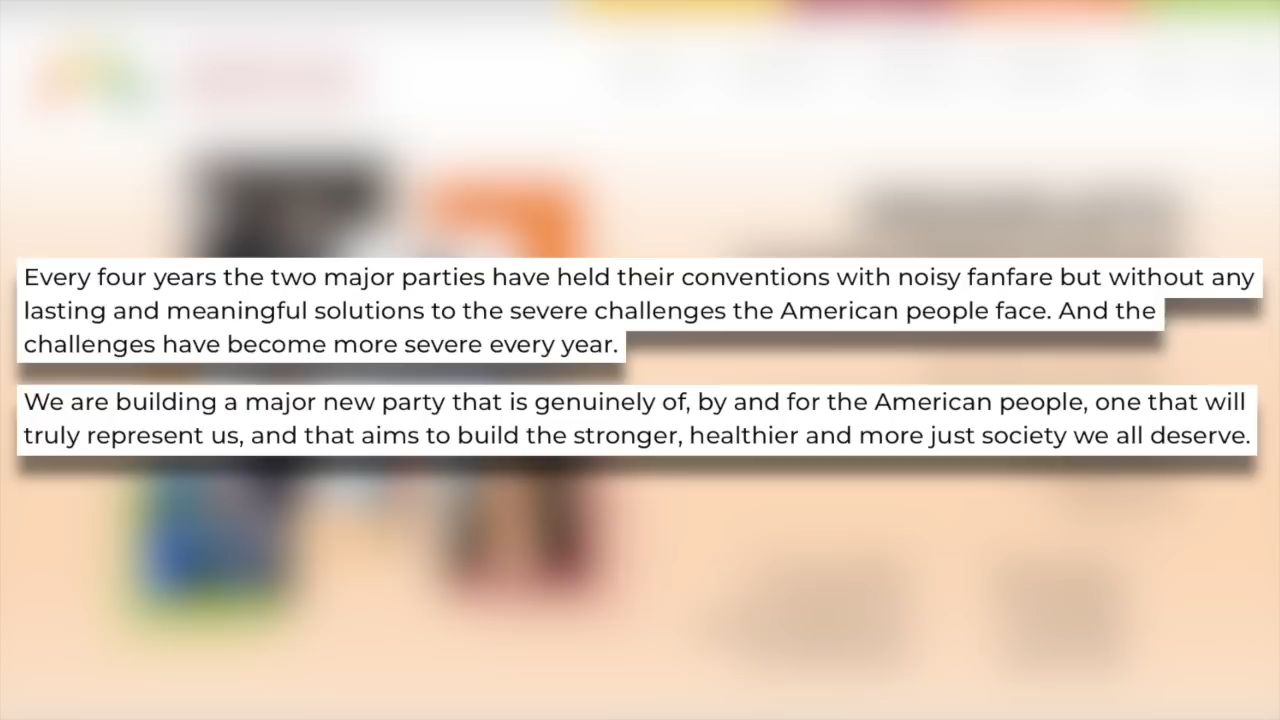 Every four years the two major parties have held their conventions with noisy fanfare but without any
lasting and meaningful solutions to the severe challenges the American people face. And the
challenges have become more severe every year.
We are building a major new party that is genuinely of, by and for the American people, one that will
truly represent us, and that aims to build the stronger, healthier and more just society we all deserve.